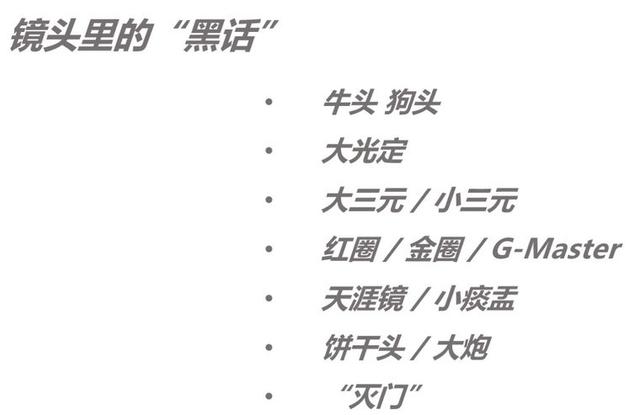 镜头里的“黑话”
• 牛头 狗头
• 大光定
• 大三元 / 小三元
• 红圈 / 金圈 / G-Master
• 天涯镜 / 小痰盂
• 饼干头 / 大炮
• “灭门”